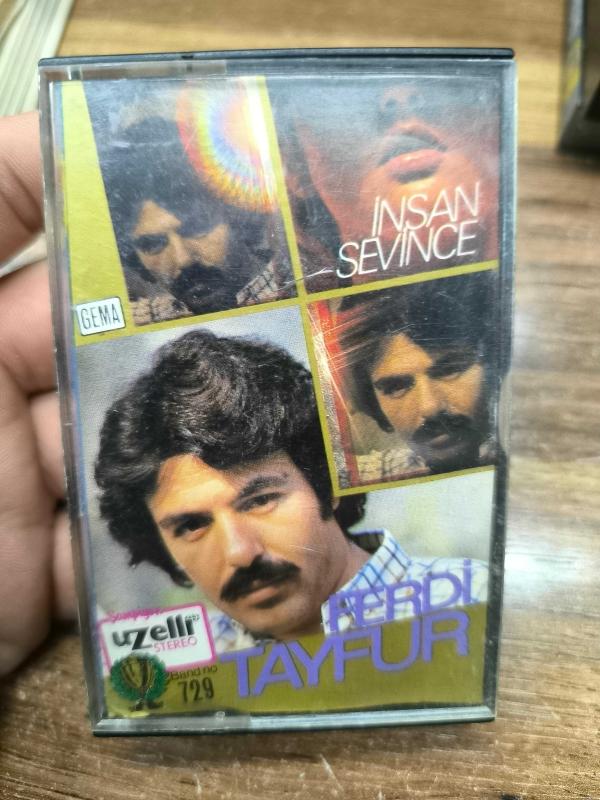 INSAN
SEVINCE
GEMA
FERDİ
TAYFUR
uzelli
STEREO
Band no
729